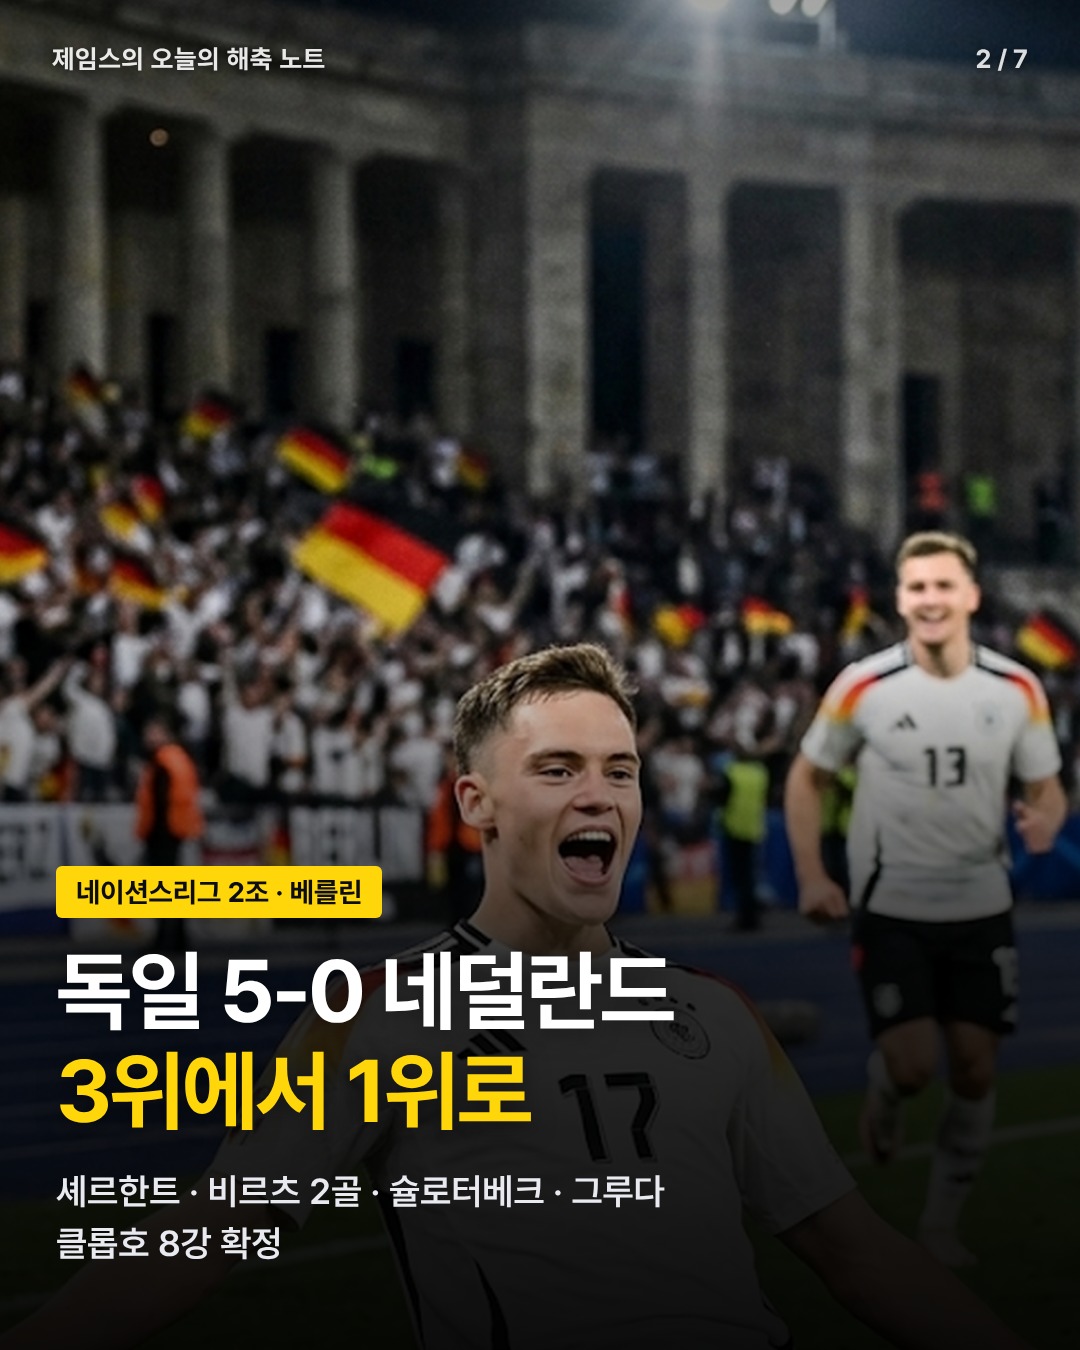 제임스의 오늘의 해축 노트
2 / 7
13
BERLIN
네이션스리그 2조 · 베를린
독일 5-0 네덜란드
3위에서 1위로
17
셰르한트 · 비르츠 2골 · 슐로터베크 · 그루다
클롭호 8강 확정